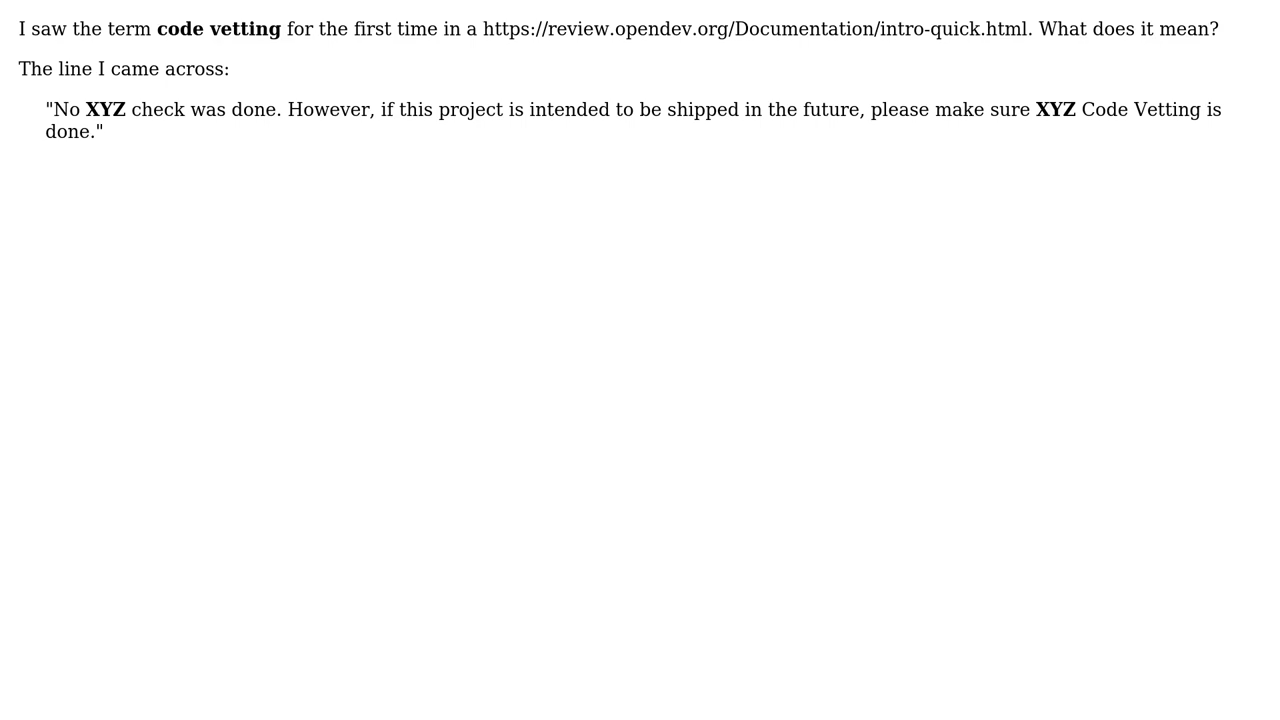 I saw the term code vetting for the first time in a https://review.opendev.org/Documentation/intro-quick.html. What does it mean?
The line I came across:
"No XYZ check was done. However, if this project is intended to be shipped in the future, please make sure XYZ Code Vetting is
done."